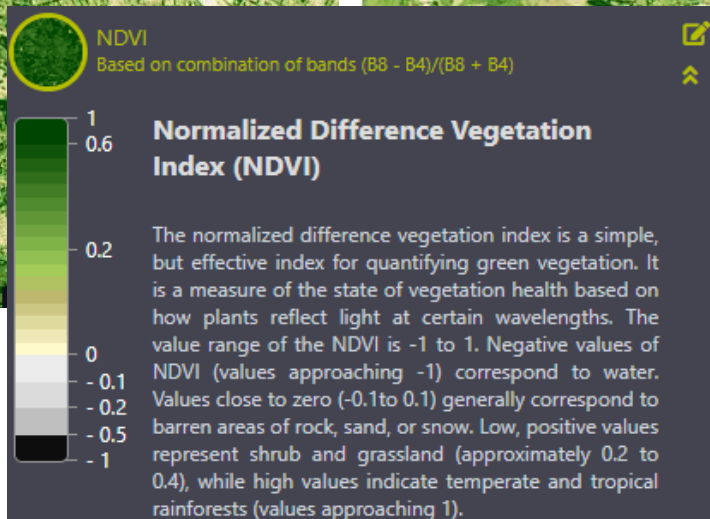 NDVI
Based on combination of bands (B8 - B4)/(B8 + B4)
1
0.6
0.2
0
- 0.1
- 0.2
- 0.5
- 1
Normalized Difference Vegetation
Index (NDVI)
The normalized difference vegetation index is a simple,
but effective index for quantifying green vegetation. It
is a measure of the state of vegetation health based on
how plants reflect light at certain wavelengths. The
value range of the NDVI is -1 to 1. Negative values of
NDVI (values approaching -1) correspond to water.
Values close to zero (-0.1to 0.1) generally correspond to
barren areas of rock, sand, or snow. Low, positive values
represent shrub and grassland (approximately 0.2 to
0.4), while high values indicate temperate and tropical
rainforests (values approaching 1).